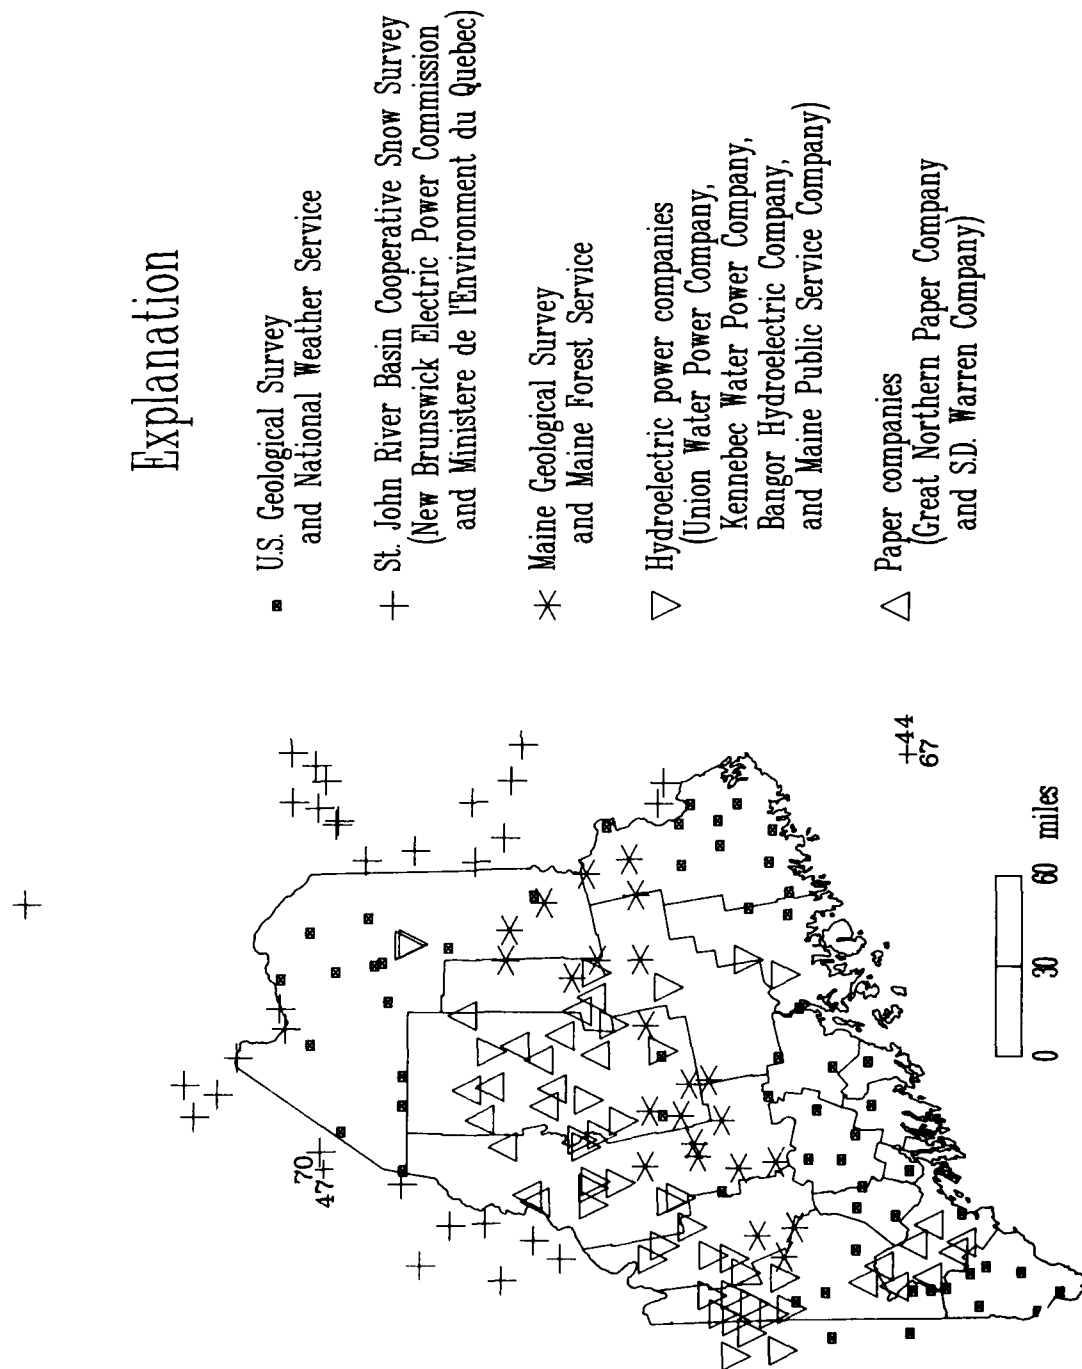 Explanation
U.S. Geological Survey
and National Weather Service
St. John River Basin Cooperative Snow Survey
(New Brunswick Electric Power Commission
and Ministere de l'Environment du Quebec)
Maine Geological Survey
and Maine Forest Service
Hydroelectric power companies
(Union Water Power Company,
Kennebec Water Power Company,
Bangor Hydroelectric Company,
and Maine Public Service Company)
Paper companies
(Great Northern Paper Company
and S.D. Warren Company)
70
47
44
67
0 30 60 miles